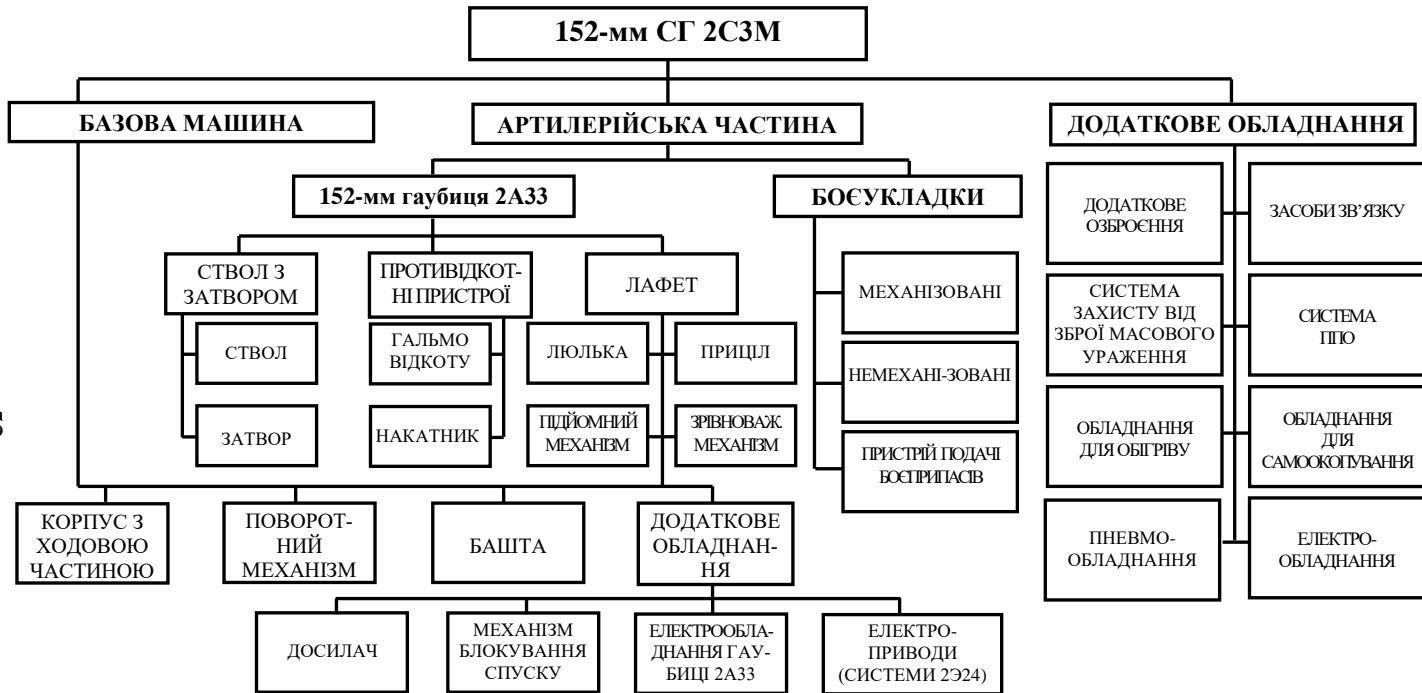 152-мм СГ 2С3М
БАЗОВА МАШИНА
АРТИЛЕРІЙСЬКА ЧАСТИНА
ДОДАТКОВЕ ОБЛАДНАННЯ
152-мм гаубиця 2А33
БОЄУКЛАДКИ
СТВОЛ З
ЗАТВОРОМ
ПРОТИВІДКОТ-
НІ ПРИСТРОЇ
ЛАФЕТ
СТВОЛ
ГАЛЬМО
ВІДКОТУ
ЛЮЛЬКА
ПРИЦІЛ
ЗАТВОР
НАКАТНИК
ПІДЙОМНИЙ
МЕХАНІЗМ
ЗРІВНОВАЖ.
МЕХАНІЗМ
МЕХАНІЗОВАНІ
НЕМЕХАНІ-ЗОВАНІ
ПРИСТРІЙ ПОДАЧІ
БОЄПРИПАСІВ
ДОДАТКОВЕ
ОЗБРОЄННЯ
ЗАСОБИ ЗВ’ЯЗКУ
СИСТЕМА
ЗАХИСТУ ВІД
ЗБРОЇ МАСОВОГО
УРАЖЕННЯ
СИСТЕМА
ППО
ОБЛАДНАННЯ
ДЛЯ ОБІГРІВУ
ОБЛАДНАННЯ
ДЛЯ
САМООКОПУВАННЯ
ПНЕВМО-
ОБЛАДНАННЯ
ЕЛЕКТРО-
ОБЛАДНАННЯ
КОРПУС З
ХОДОВОЮ
ЧАСТИНОЮ
ПОВОРОТ-
НИЙ
МЕХАНІЗМ
БАШТА
ДОДАТКОВЕ
ОБЛАДНАН-
НЯ
ДОСИЛАЧ
МЕХАНІЗМ
БЛОКУВАННЯ
СПУСКУ
ЕЛЕКТРООБЛА-
ДНАННЯ ГАУ-
БИЦІ 2А33
ЕЛЕКТРО-
ПРИВОДИ
(СИСТЕМИ 2Э24)